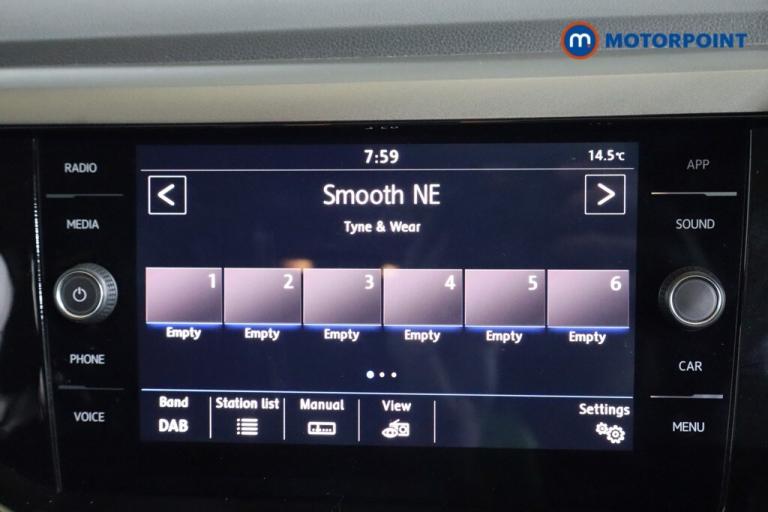 m MOTORPOINT
7:59 14.5°C
RADIO
APP
Smooth NE
MEDIA
SOUND
Tyne & Wear
1 2 3 4 5 6
Empty Empty Empty Empty Empty Empty
PHONE
CAR
Band Station list Manual View Settings
DAB
VOICE
MENU